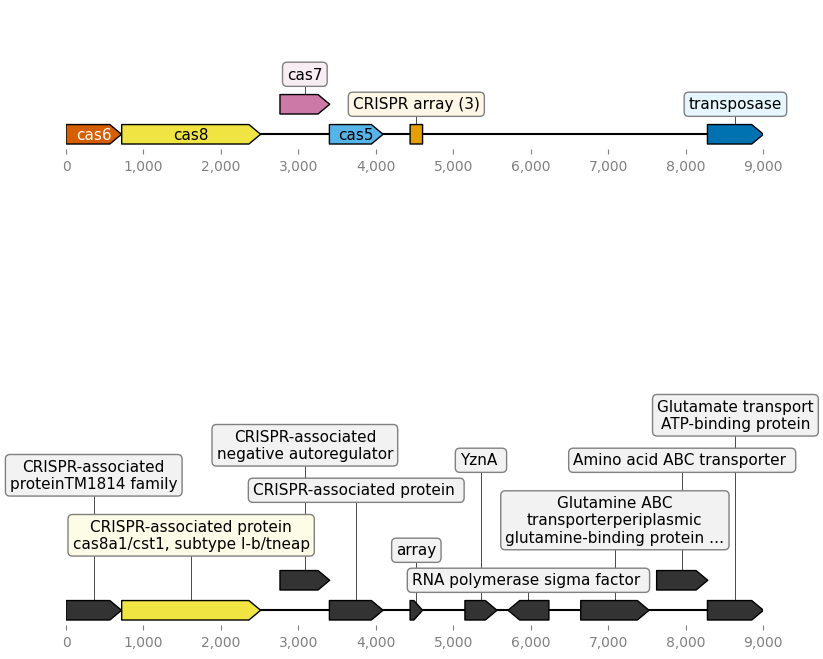 cas7
CRISPR array (3)
transposase
cas6
cas8
cas5
0 1,000 2,000 3,000 4,000 5,000 6,000 7,000 8,000 9,000
Glutamate transport
ATP-binding protein
CRISPR-associated
negative autoregulator
YznA
Amino acid ABC transporter
CRISPR-associated
proteinTM1814 family
CRISPR-associated protein
Glutamine ABC
transporterperiplasmic
glutamine-binding protein …
CRISPR-associated protein
cas8a1/cst1, subtype I-b/tneap
array
RNA polymerase sigma factor
0 1,000 2,000 3,000 4,000 5,000 6,000 7,000 8,000 9,000